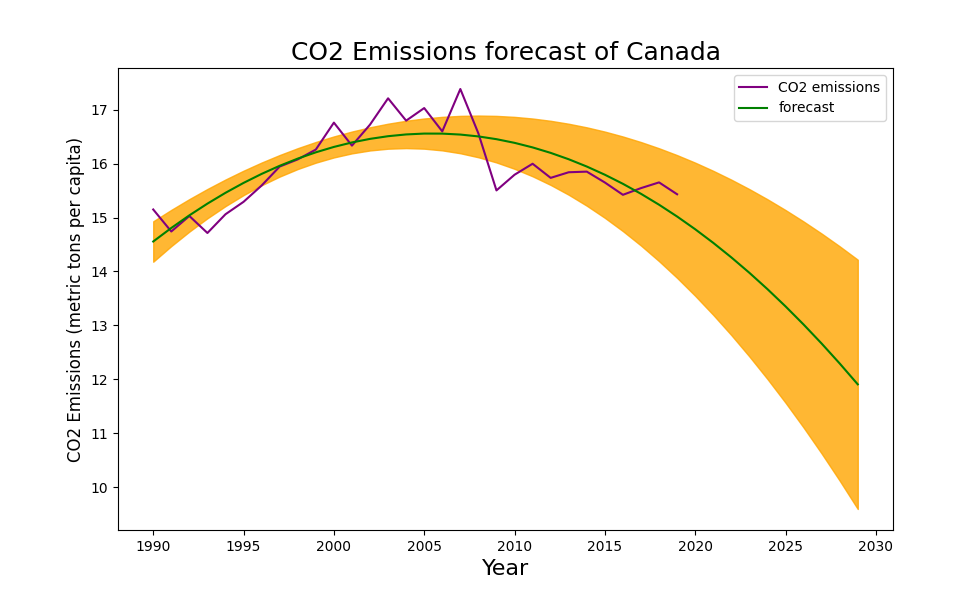 CO2 Emissions forecast of Canada
CO2 emissions
forecast
CO2 Emissions (metric tons per capita)
17
16
15
14
13
12
11
10
1990 1995 2000 2005 2010 2015 2020 2025 2030
Year